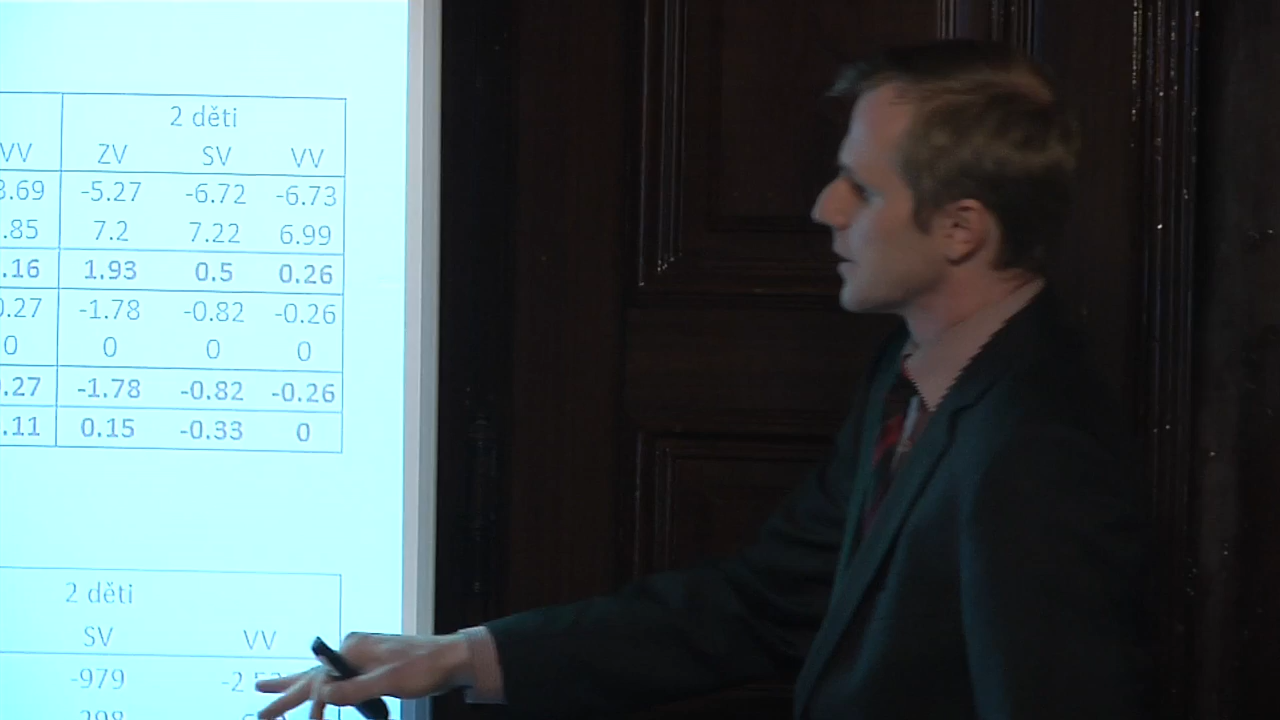 2 děti
VV ZV SV VV
3.69 -5.27 -6.72 -6.73
.85 7.2 7.22 6.99
.16 1.93 0.5 0.26
0.27 -1.78 -0.82 -0.26
0 0 0 0
.27 -1.78 -0.82 -0.26
.11 0.15 -0.33 0
2 děti
SV VV
-979
298